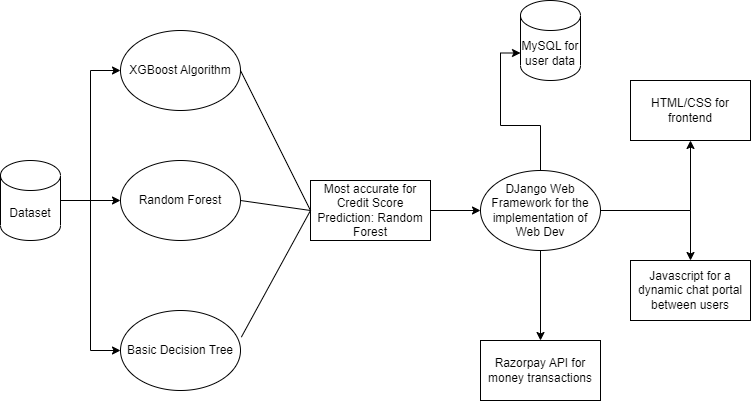 XGBoost Algorithm
MySQL for
user data
HTML/CSS for
frontend
Dataset
Random Forest
Most accurate for
Credit Score
Prediction: Random
Forest
DJango Web
Framework for the
implementation of
Web Dev
Javascript for a
dynamic chat portal
between users
Basic Decision Tree
Razorpay API for
money transactions